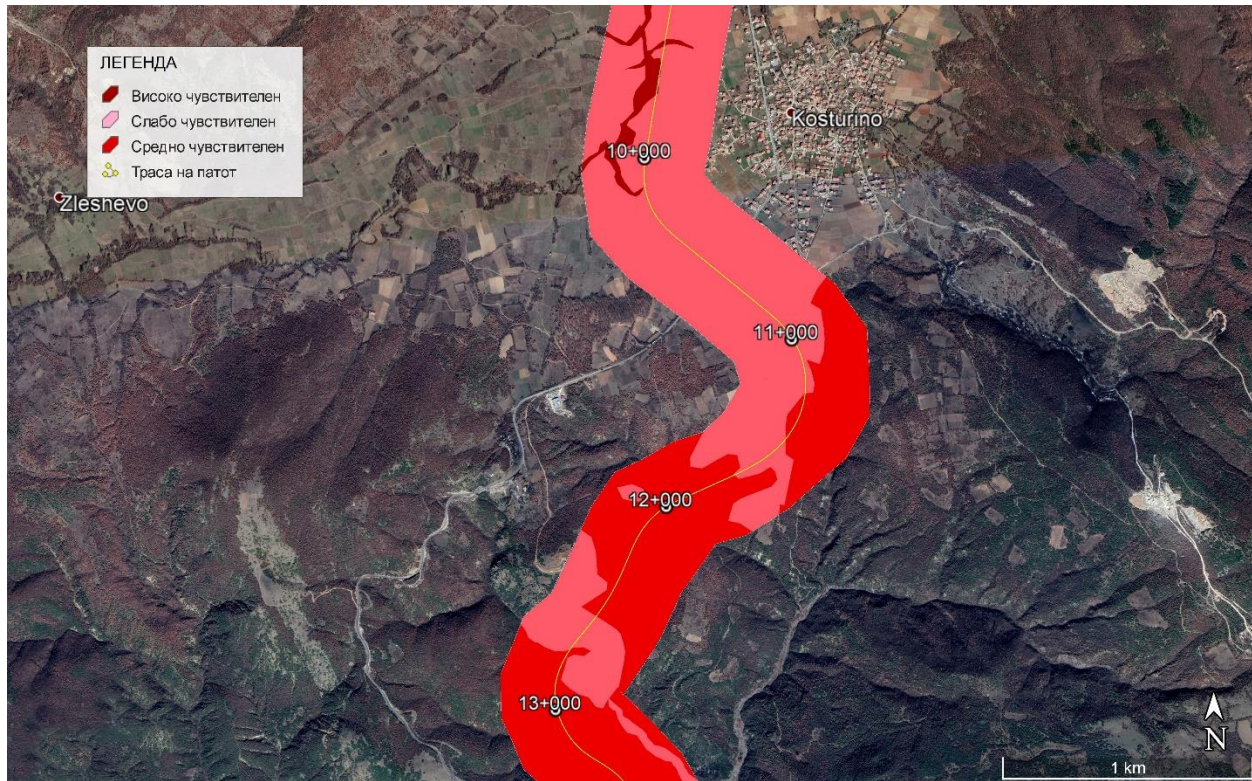 ЛЕГЕНДА
Високо чувствителен
Слабо чувствителен
Средно чувствителен
Траса на патот
Kosturino
10+000
Zleshevo
11+000
12+000
13+000
N
1 km